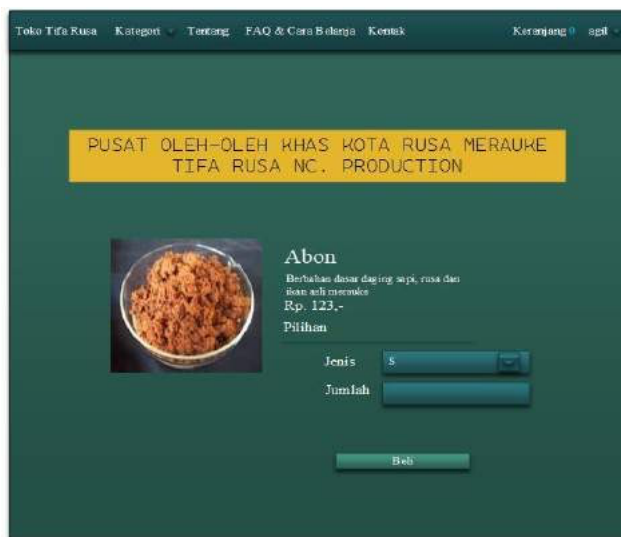 Toko Tifa Rusa Kategori Tentang FAQ & Cara Belanja Kontak Keranjang 0 agil
PUSAT OLEH-OLEH KHAS KOTA RUSA MERAUKE
TIFA RUSA NC. PRODUCTION
Abon
Berbahan dasar daging sapi, rusa dan
ikan asli merauke
Rp. 123,-
Pilihan
Jenis S
Jumlah
Beli